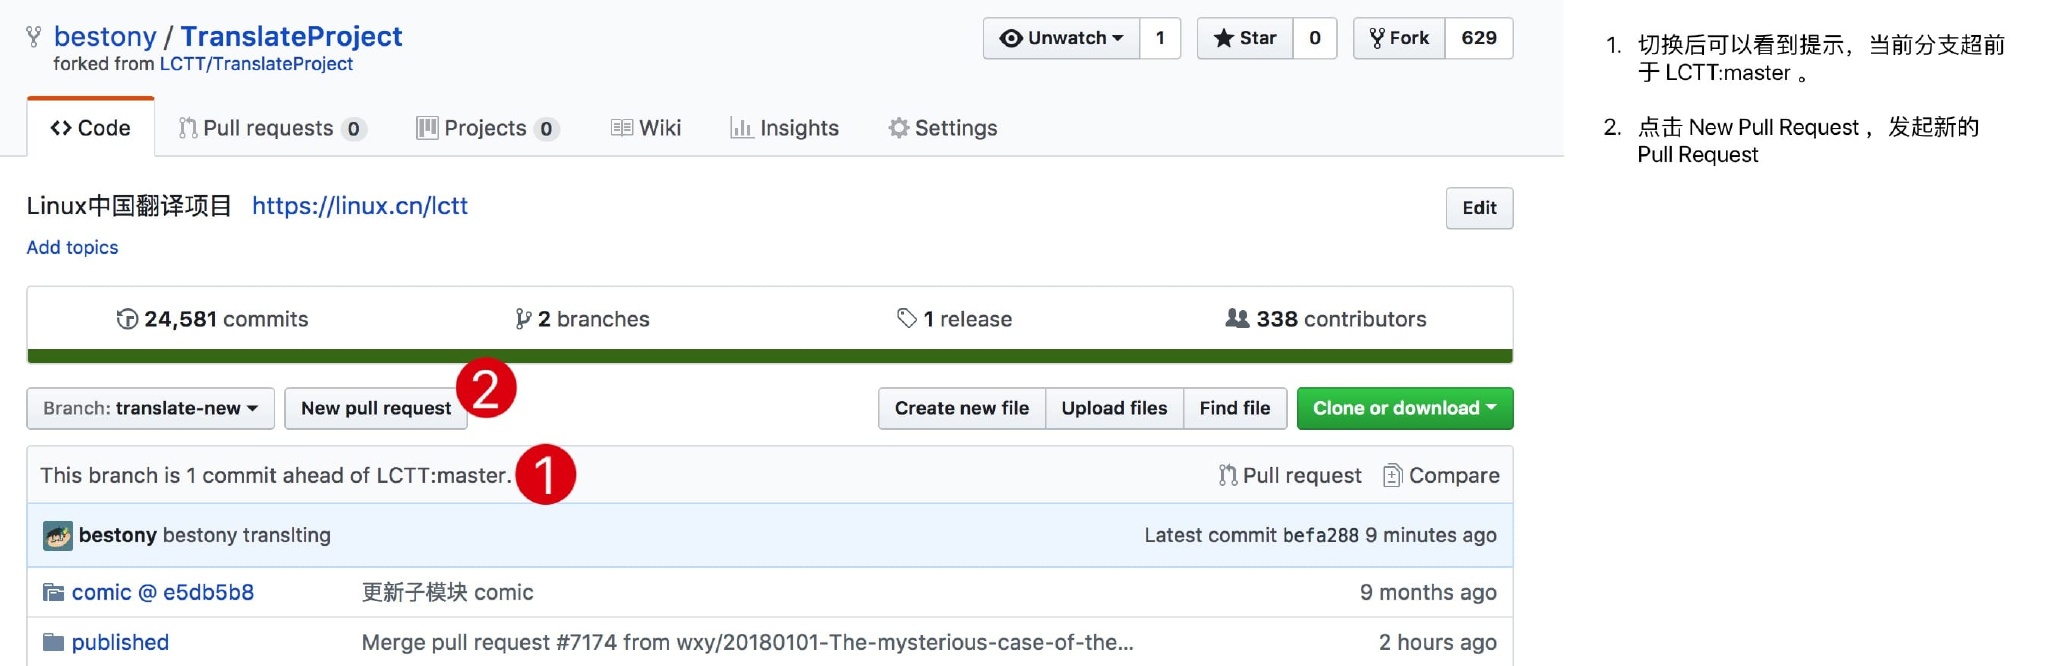 bestony / TranslateProject
forked from LCTT/TranslateProject
Unwatch 1
Star 0
Fork 629
Code
Pull requests 0
Projects 0
Wiki
Insights
Settings
Linux中国翻译项目 https://linux.cn/lctt
Edit
Add topics
24,581 commits
2 branches
1 release
338 contributors
Branch: translate-new
New pull request
2
Create new file
Upload files
Find file
Clone or download
This branch is 1 commit ahead of LCTT:master.
1
Pull request
Compare
bestony bestony translting
Latest commit befa288 9 minutes ago
comic @ e5db5b8 更新子模块 comic 9 months ago
published Merge pull request #7174 from wxy/20180101-The-mysterious-case-of-the... 2 hours ago
1. 切换后可以看到提示，当前分支超前
于 LCTT:master 。
2. 点击 New Pull Request ，发起新的
Pull Request